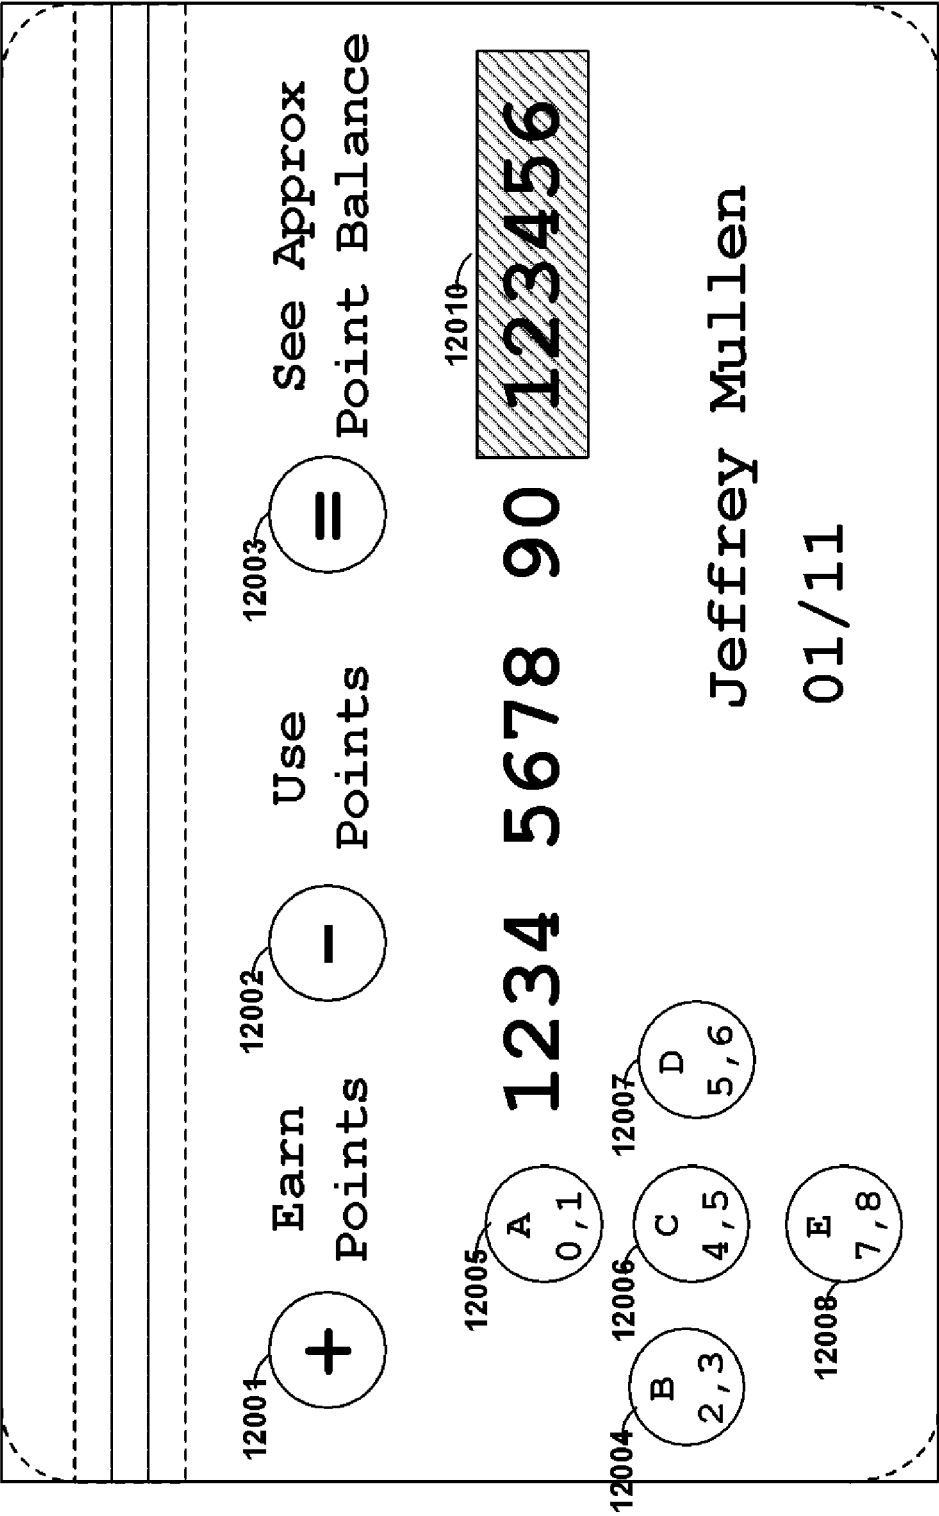 12001
+
Earn
Points
12002
−
Use
Points
12003
=
See Approx
Point Balance
12010
1234 5678 90 123456
12005
A
0,1
12004
B
2,3
12006
C
4,5
12007
D
5,6
12008
E
7,8
Jeffrey Mullen
01/11